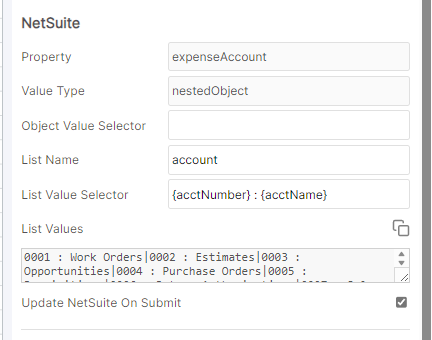 NetSuite
Property expenseAccount
Value Type nestedObject
Object Value Selector
List Name account
List Value Selector {acctNumber} : {acctName}
List Values
0001 : Work Orders|0002 : Estimates|0003 :
Opportunities|0004 : Purchase Orders|0005 :
Update NetSuite On Submit